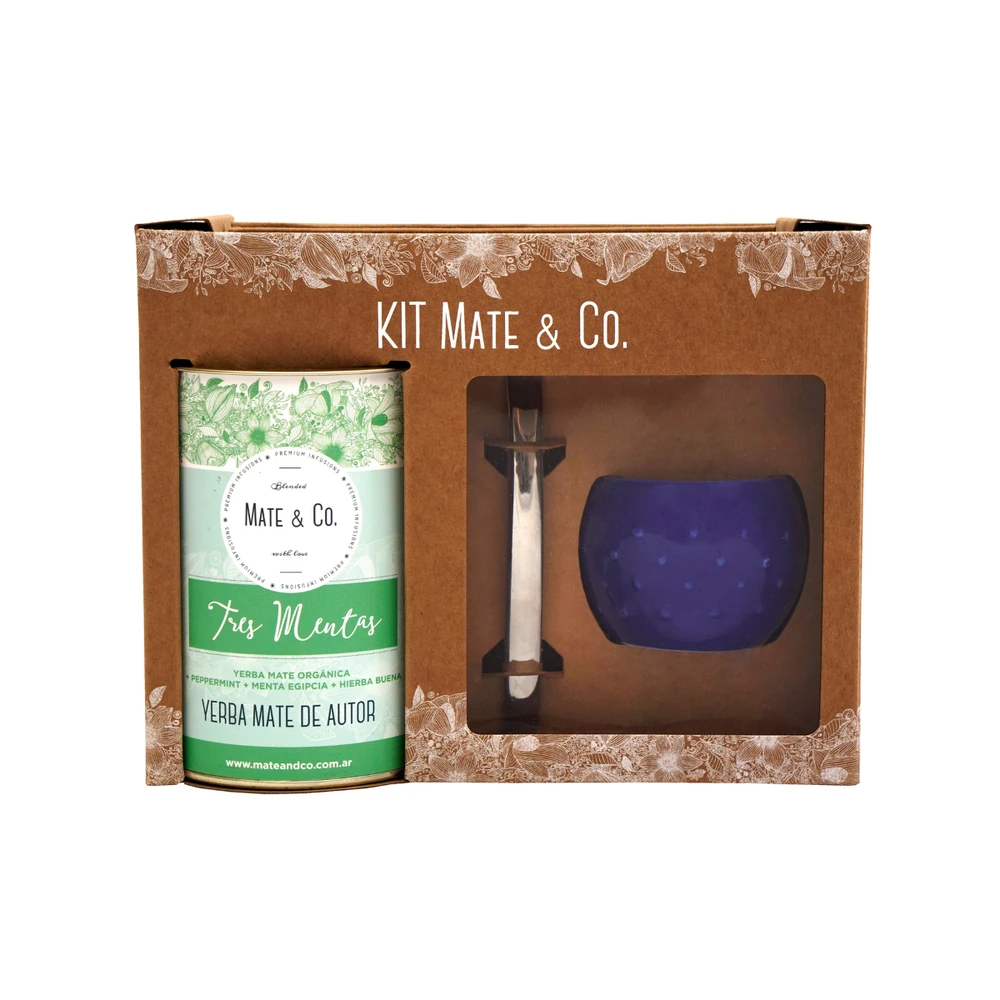 KIT MATE & CO.
PREMIUM INFUSIONS ★ PREMIUM INFUSIONS ★ PREMIUM INFUSIONS ★ PREMIUM INFUSIONS ★
Blended
MATE & CO.
with love
Tres Mentas
YERBA MATE ORGÁNICA
+ PEPPERMINT + MENTA EGIPCIA + HIERBA BUENA
YERBA MATE DE AUTOR
www.mateandco.com.ar